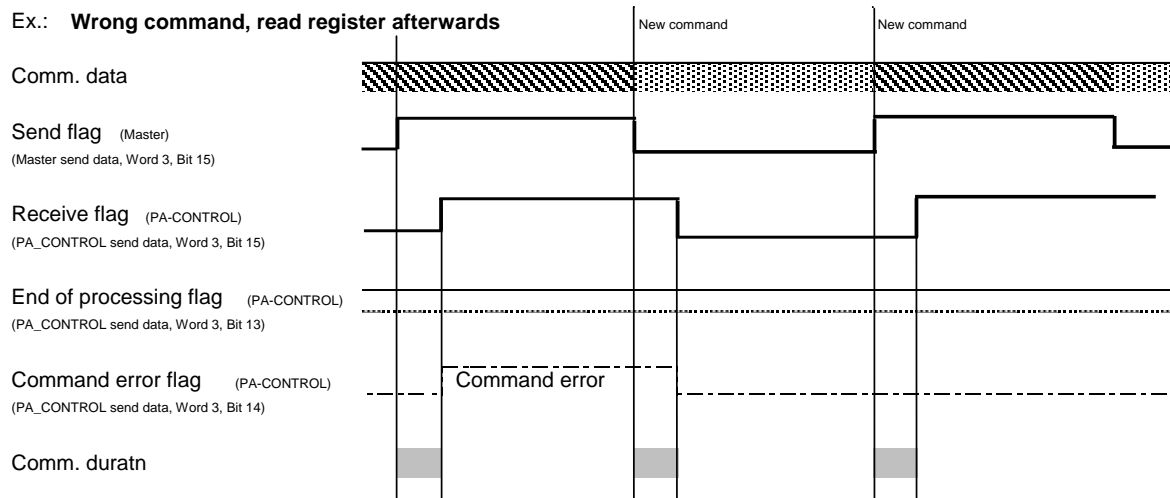 Ex.: Wrong command, read register afterwards
New command
New command
Comm. data
Send flag (Master)
(Master send data, Word 3, Bit 15)
Receive flag (PA-CONTROL)
(PA_CONTROL send data, Word 3, Bit 15)
End of processing flag (PA-CONTROL)
(PA_CONTROL send data, Word 3, Bit 13)
Command error flag (PA-CONTROL)
Command error
(PA_CONTROL send data, Word 3, Bit 14)
Comm. duratn